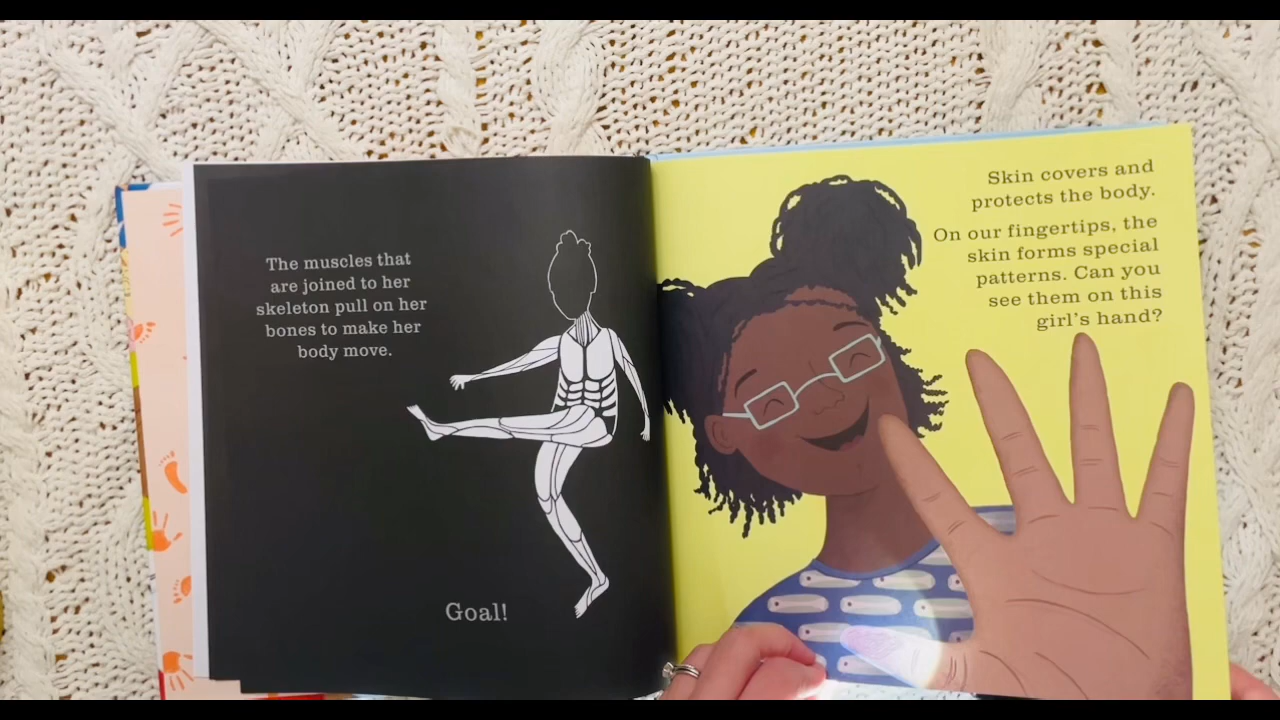 The muscles that
are joined to her
skeleton pull on her
bones to make her
body move.
Goal!
Skin covers and
protects the body.
On our fingertips, the
skin forms special
patterns. Can you
see them on this
girl's hand?